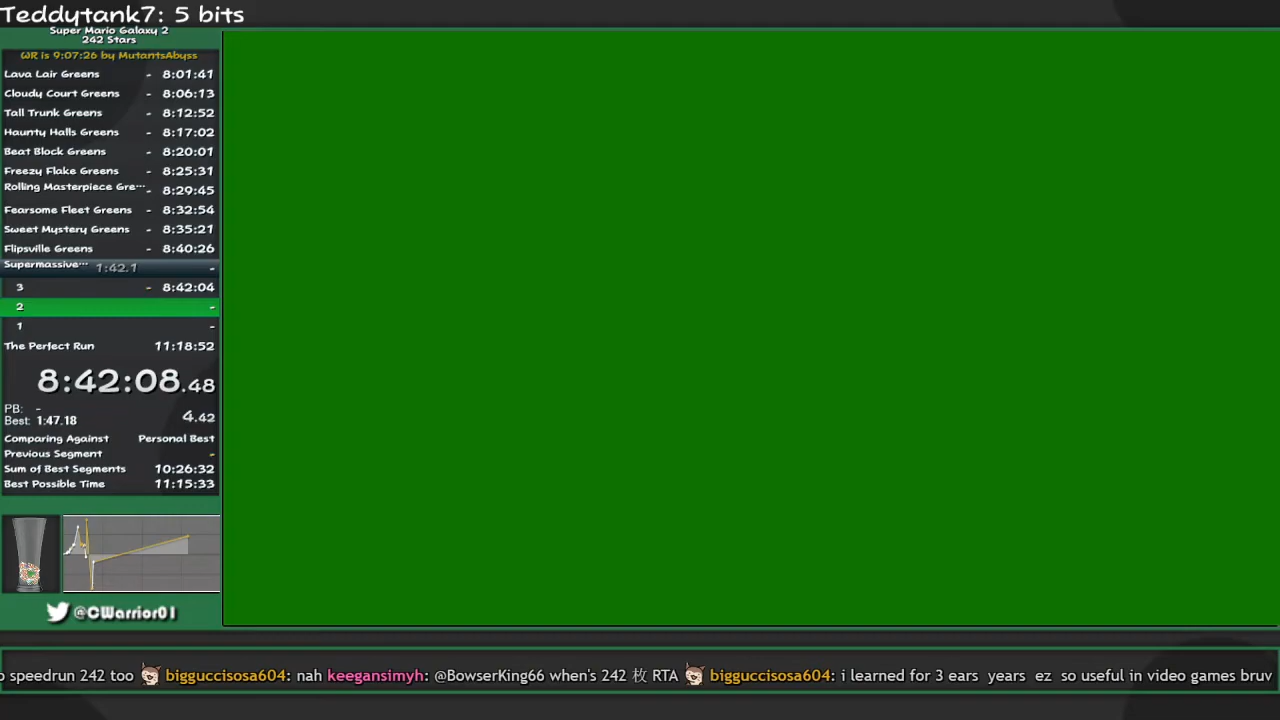 Teddytank7: 5 bits
Super Mario Galaxy 2
242 Stars
WR is 9:07:26 by MutantsAbyss
Lava Lair Greens - 8:01:41
Cloudy Court Greens - 8:06:13
Tall Trunk Greens - 8:12:52
Haunty Halls Greens - 8:17:02
Beat Block Greens - 8:20:01
Freezy Flake Greens - 8:25:31
Rolling Masterpiece Gre... - 8:29:45
Fearsome Fleet Greens - 8:32:54
Sweet Mystery Greens - 8:35:21
Flipsville Greens - 8:40:26
Supermassive... 1:42.1 -
3 - 8:42:04
2 -
1 -
The Perfect Run 11:18:52
8:42:08.48
PB: -
Best: 1:47.18 4.42
Comparing Against Personal Best
Previous Segment -
Sum of Best Segments 10:26:32
Best Possible Time 11:15:33
@CWarrior01
speedrun 242 too bigguccisosa604: nah keegansimyh: @BowserKing66 when's 242 枚 RTA bigguccisosa604: i learned for 3 ears years ez so useful in video games bruv